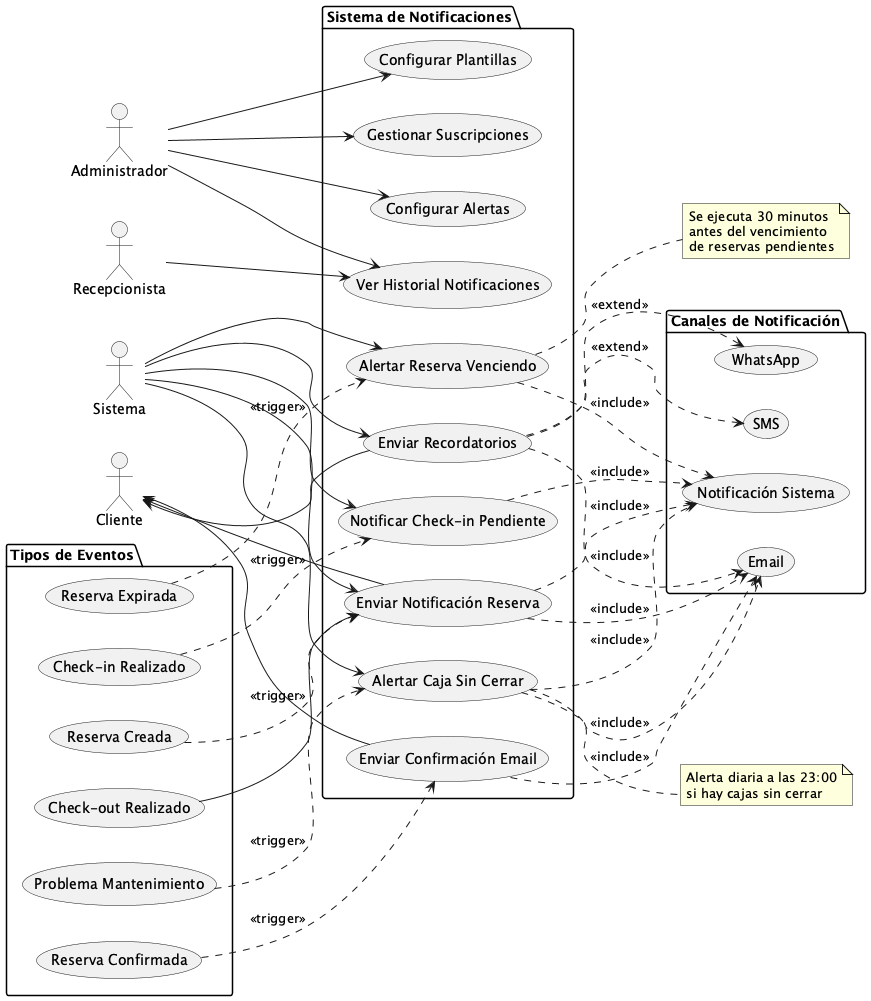 Sistema de Notificaciones
Configurar Plantillas
Gestionar Suscripciones
Administrador
Configurar Alertas
Se ejecuta 30 minutos
antes del vencimiento
de reservas pendientes
Recepcionista
Ver Historial Notificaciones
«extend»
Canales de Notificación
«extend»
WhatsApp
Alertar Reserva Venciendo
Sistema
«trigger»
«include»
SMS
Enviar Recordatorios
«include»
Notificación Sistema
Cliente
Notificar Check-in Pendiente
Tipos de Eventos
«trigger»
«include»
Email
Reserva Expirada
Enviar Notificación Reserva
«include»
«include»
Check-in Realizado
Alertar Caja Sin Cerrar
«trigger»
«include»
Reserva Creada
Enviar Confirmación Email
«include»
Alerta diaria a las 23:00
si hay cajas sin cerrar
Check-out Realizado
«trigger»
Problema Mantenimiento
«trigger»
Reserva Confirmada